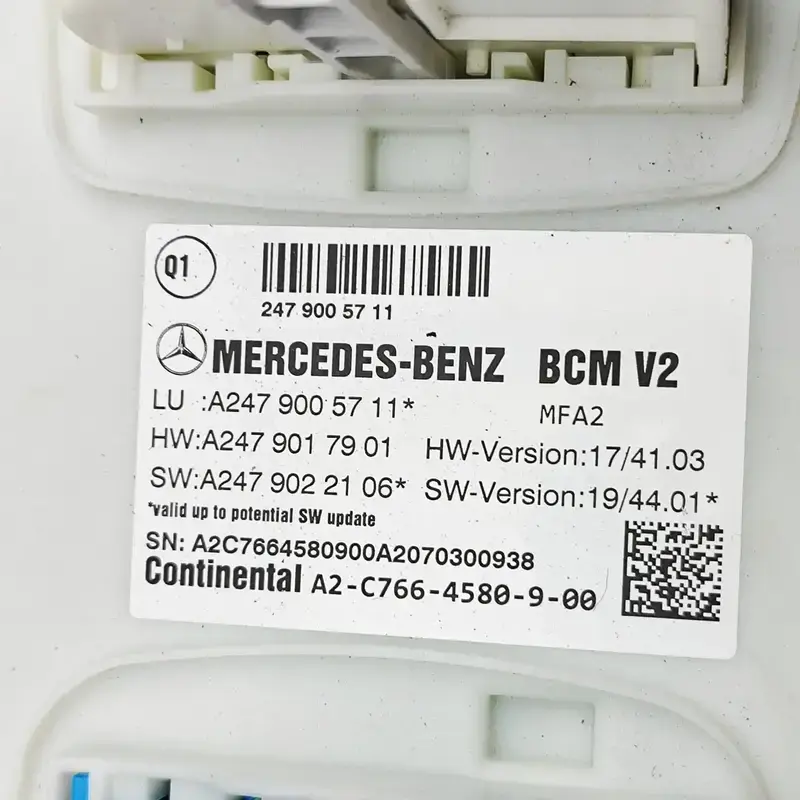 Q1
247 900 57 11
MERCEDES-BENZ BCM V2
LU :A247 900 57 11* MFA2
HW:A247 901 79 01 HW-Version:17/41.03
SW:A247 902 21 06* SW-Version:19/44.01*
*valid up to potential SW update
SN: A2C7664580900A2070300938
Continental A2-C766-4580-9-00